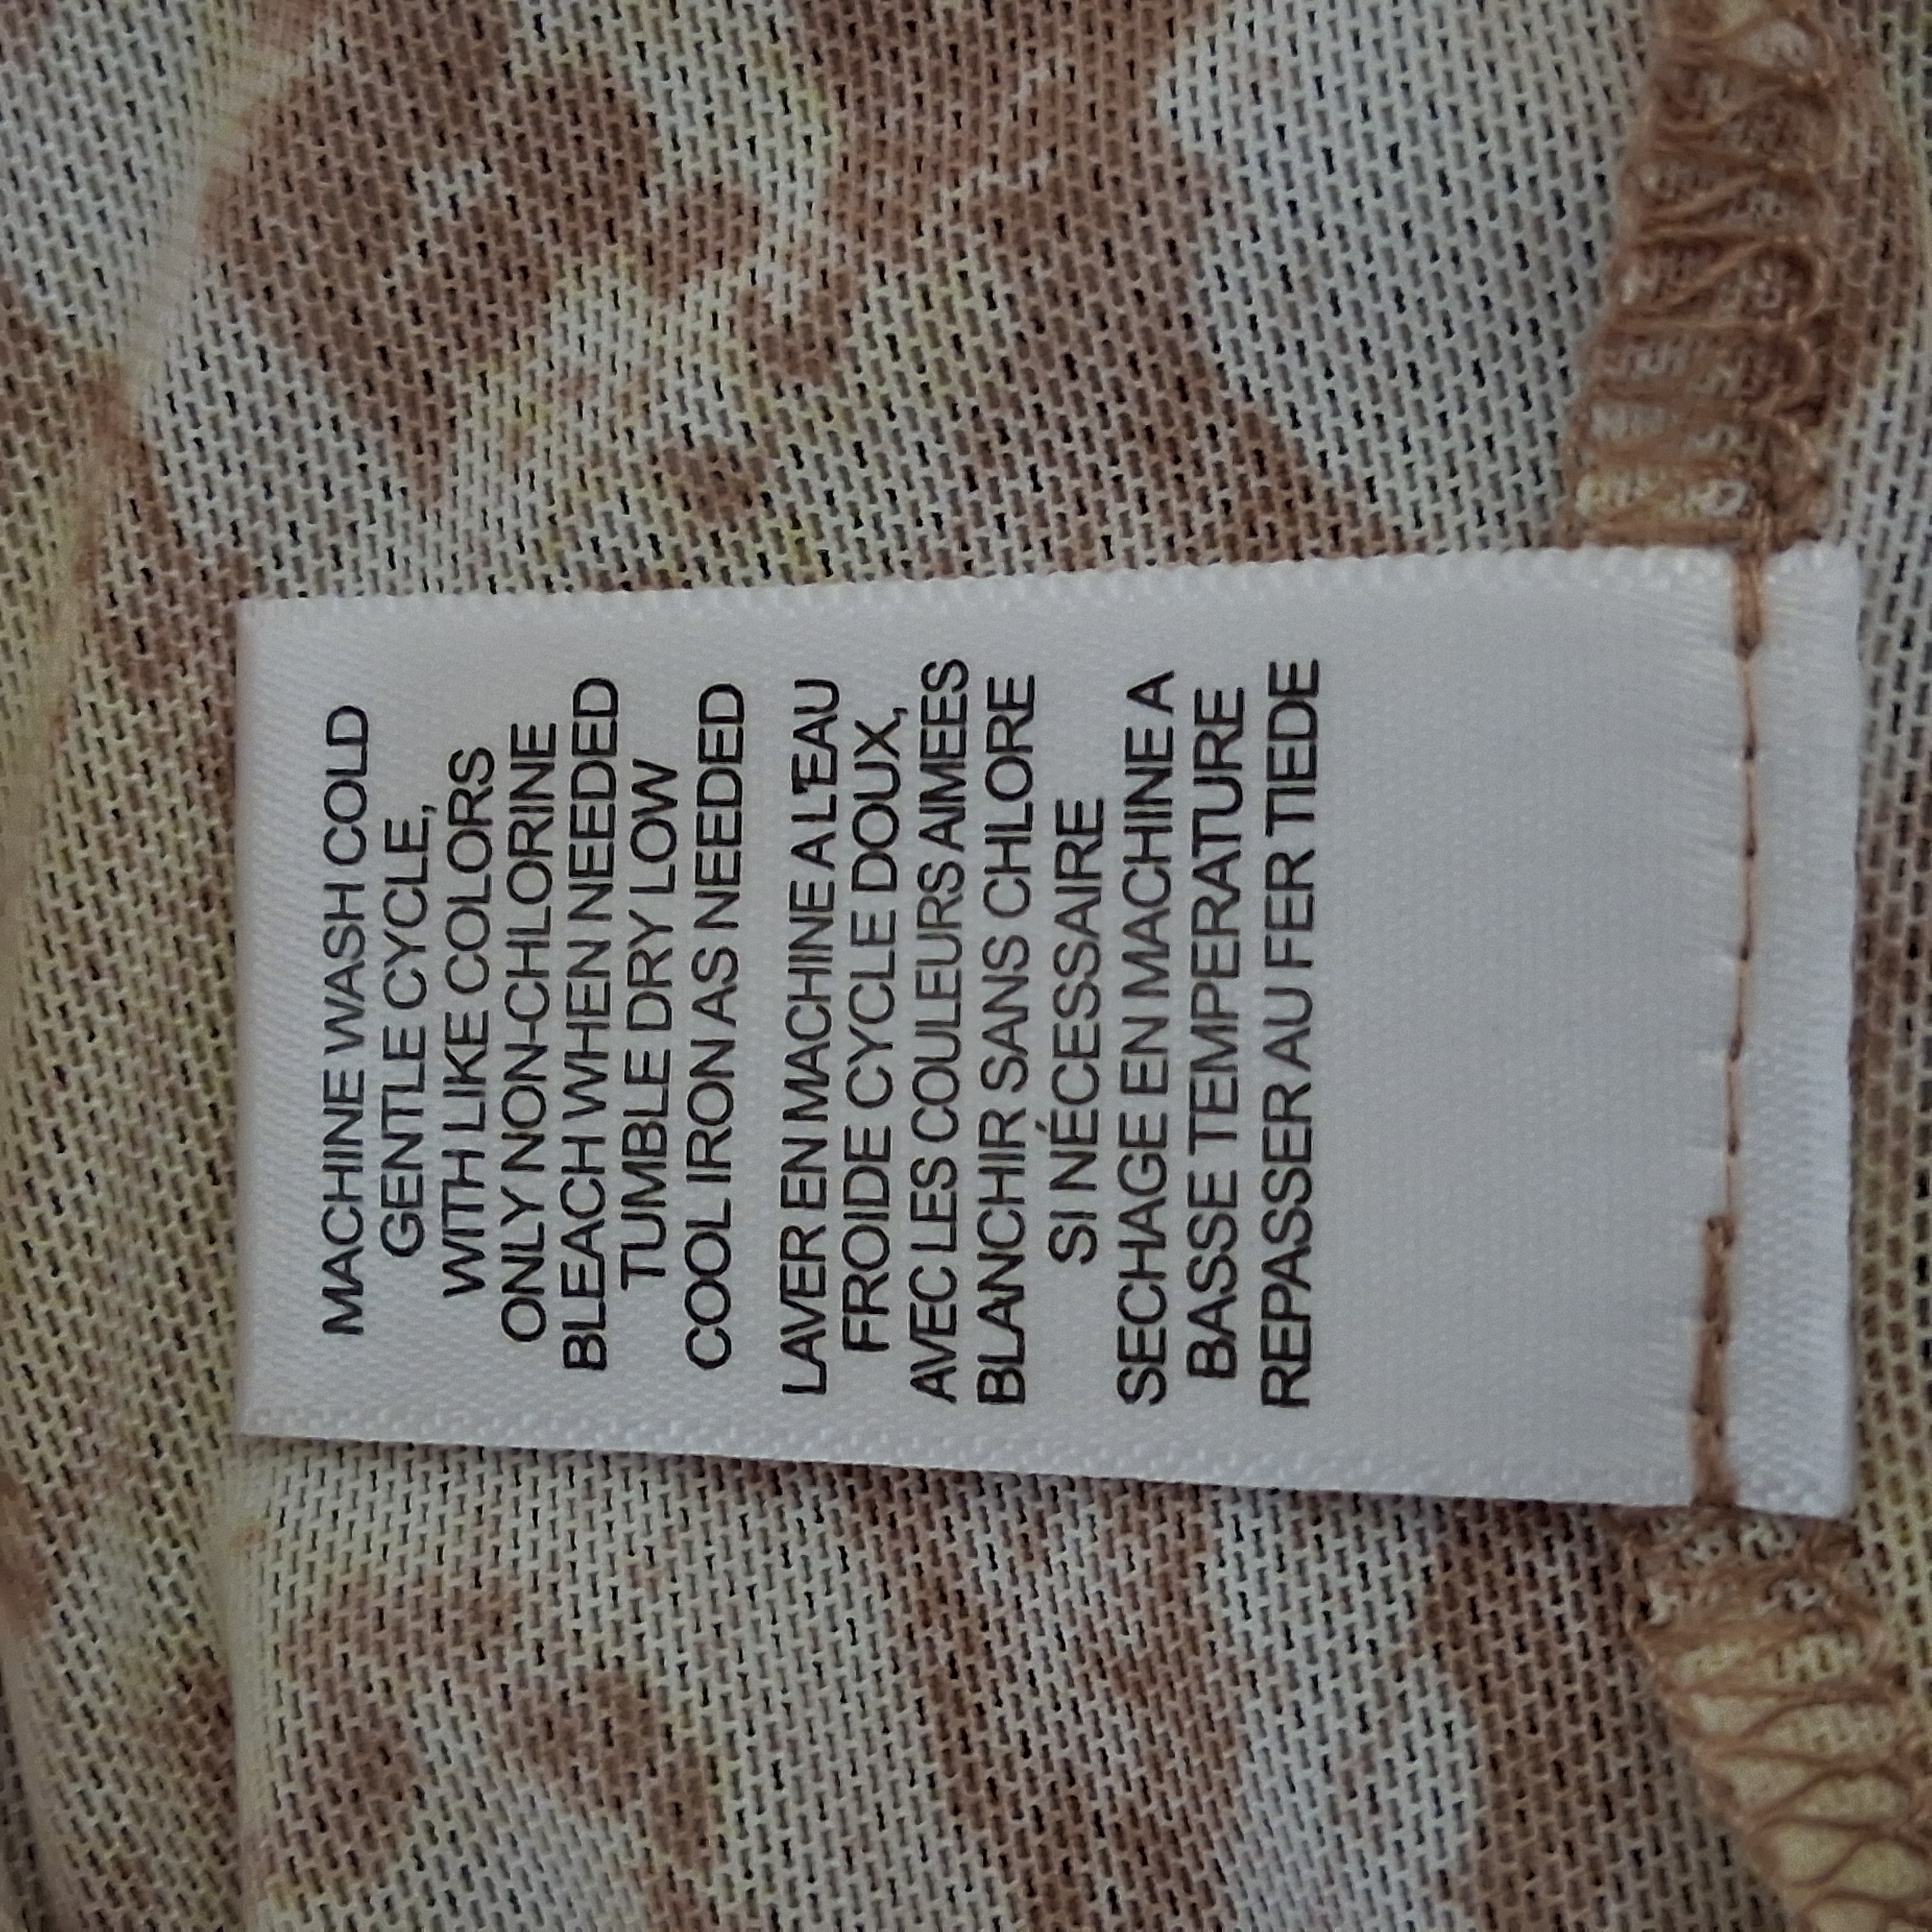 MACHINE WASH COLD
GENTLE CYCLE,
WITH LIKE COLORS
ONLY NON-CHLORINE
BLEACH WHEN NEEDED
TUMBLE DRY LOW
COOL IRON AS NEEDED
LAVER EN MACHINE A L'EAU
FROIDE CYCLE DOUX,
AVEC LES COULEURS AIMEES
BLANCHIR SANS CHLORE
SI NÉCESSAIRE
SECHAGE EN MACHINE A
BASSE TEMPERATURE
REPASSER AU FER TIEDE